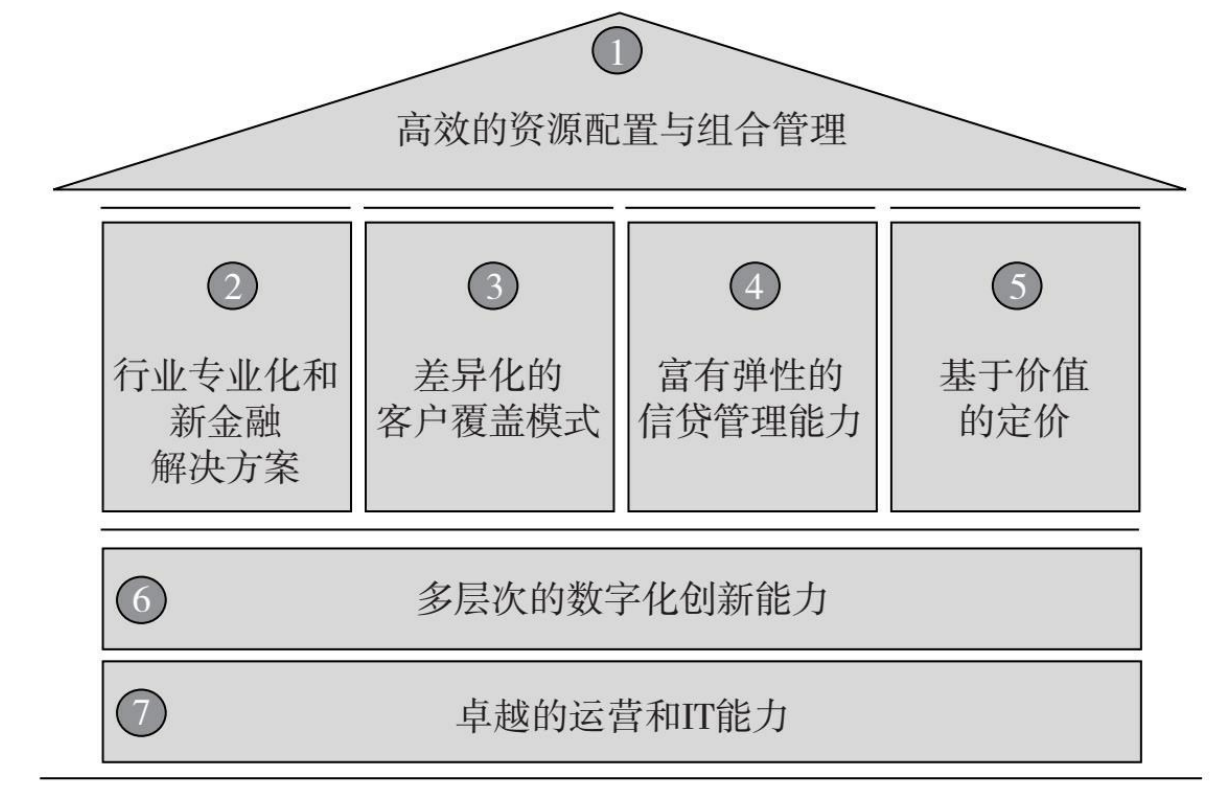 1
高效的资源配置与组合管理
2
行业专业化和
新金融
解决方案
3
差异化的
客户覆盖模式
4
富有弹性的
信贷管理能力
5
基于价值
的定价
6
多层次的数字化创新能力
7
卓越的运营和IT能力